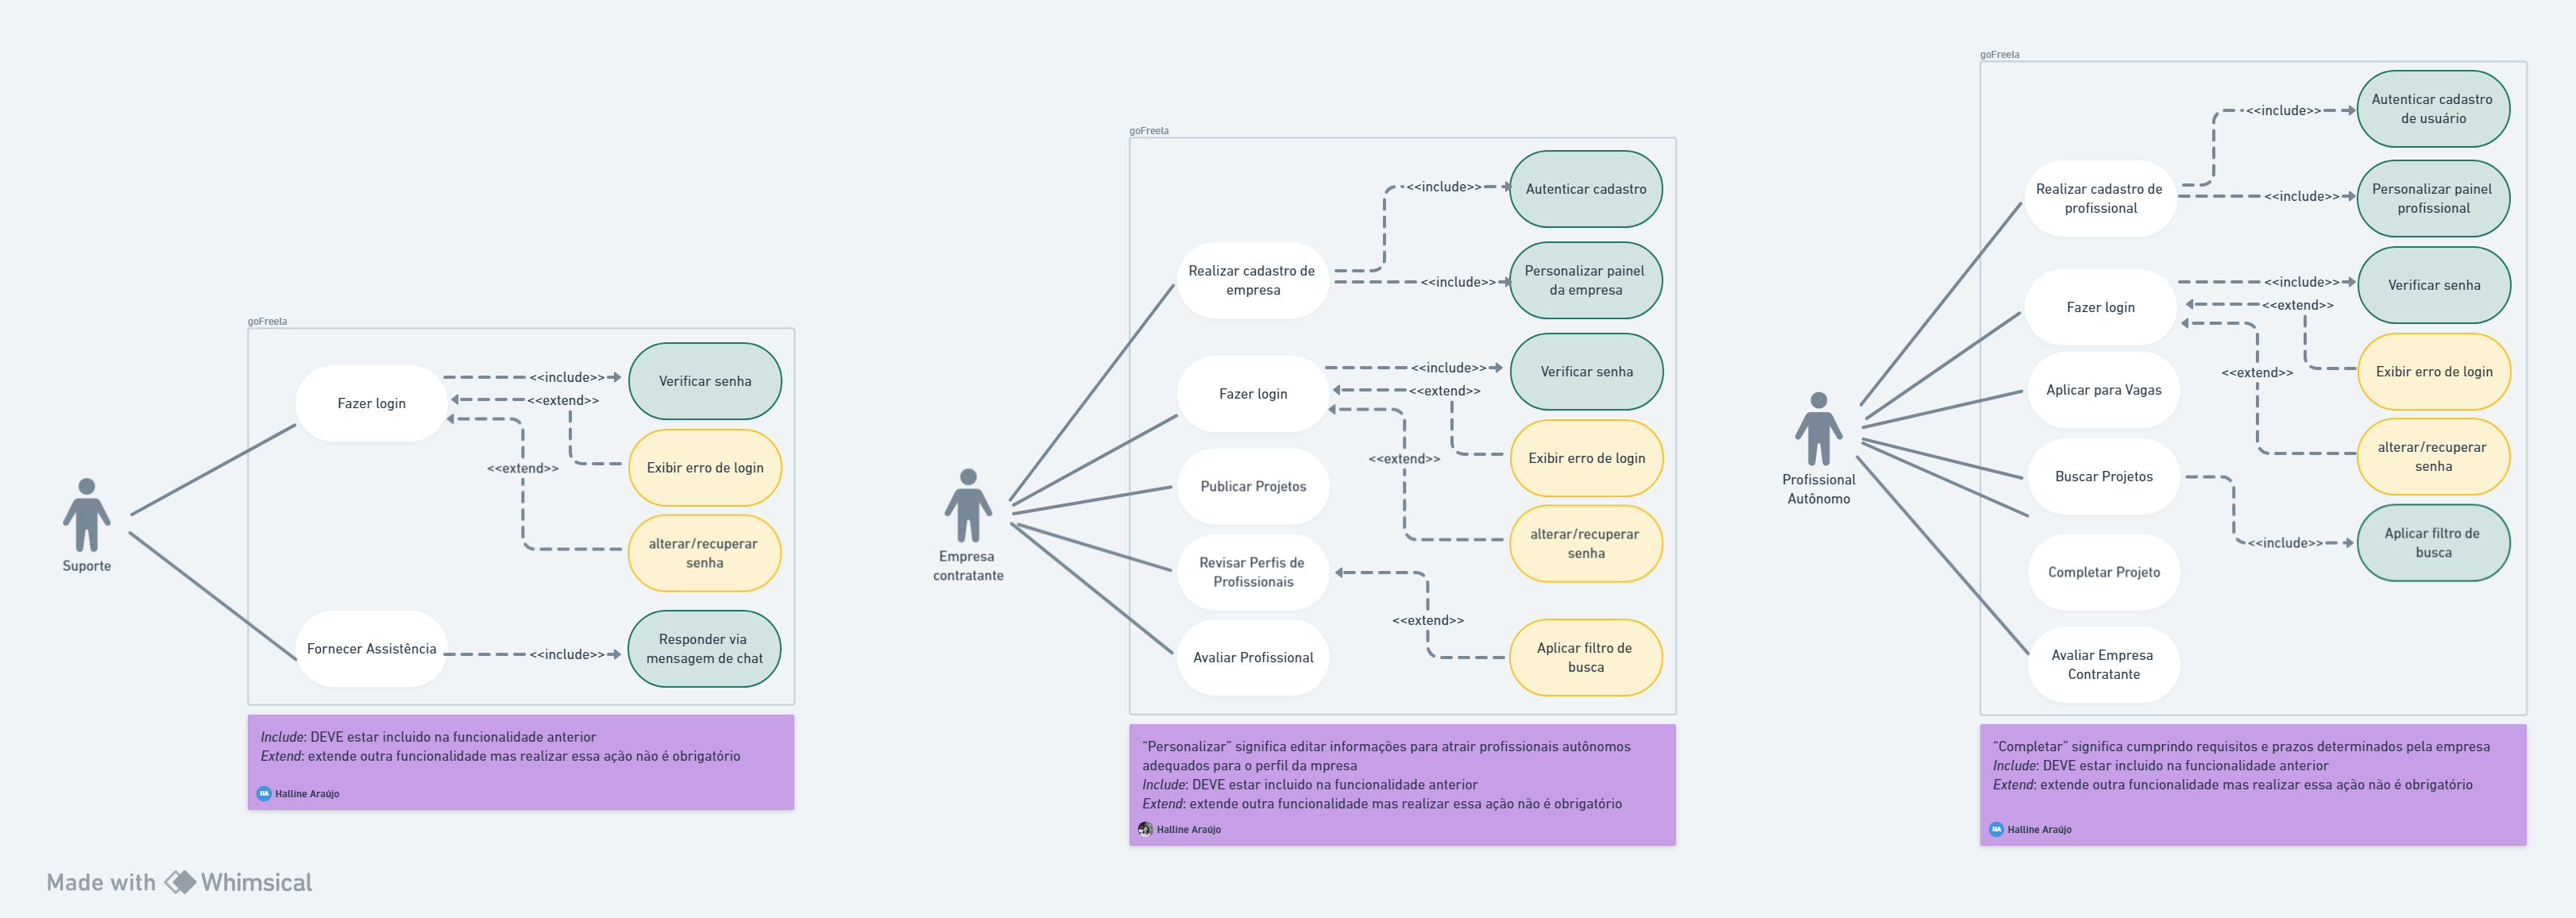 goFreela
Fazer login
<<include>>
Verificar senha
<<extend>>
Exibir erro de login
<<extend>>
alterar/recuperar
senha
Suporte
Fornecer Assistência
<<include>>
Responder via
mensagem de chat
Include: DEVE estar incluido na funcionalidade anterior
Extend: extende outra funcionalidade mas realizar essa ação não é obrigatório
HA Halline Araújo
goFreela
<<include>>
Autenticar cadastro
Realizar cadastro de
empresa
<<include>>
Personalizar painel
da empresa
Fazer login
<<include>>
Verificar senha
<<extend>>
Exibir erro de login
<<extend>>
Publicar Projetos
alterar/recuperar
senha
Empresa
contratante
Revisar Perfis de
Profissionais
<<extend>>
Avaliar Profissional
Aplicar filtro de
busca
“Personalizar” significa editar informações para atrair profissionais autônomos
adequados para o perfil da mpresa
Include: DEVE estar incluido na funcionalidade anterior
Extend: extende outra funcionalidade mas realizar essa ação não é obrigatório
Halline Araújo
goFreela
<<include>>
Autenticar cadastro
de usuário
Realizar cadastro de
profissional
<<include>>
Personalizar painel
profissional
Fazer login
<<include>>
Verificar senha
<<extend>>
Exibir erro de login
<<extend>>
Aplicar para Vagas
alterar/recuperar
senha
Profissional
Autônomo
Buscar Projetos
<<include>>
Aplicar filtro de
busca
Completar Projeto
Avaliar Empresa
Contratante
“Completar” significa cumprindo requisitos e prazos determinados pela empresa
Include: DEVE estar incluido na funcionalidade anterior
Extend: extende outra funcionalidade mas realizar essa ação não é obrigatório
HA Halline Araújo
Made with Whimsical